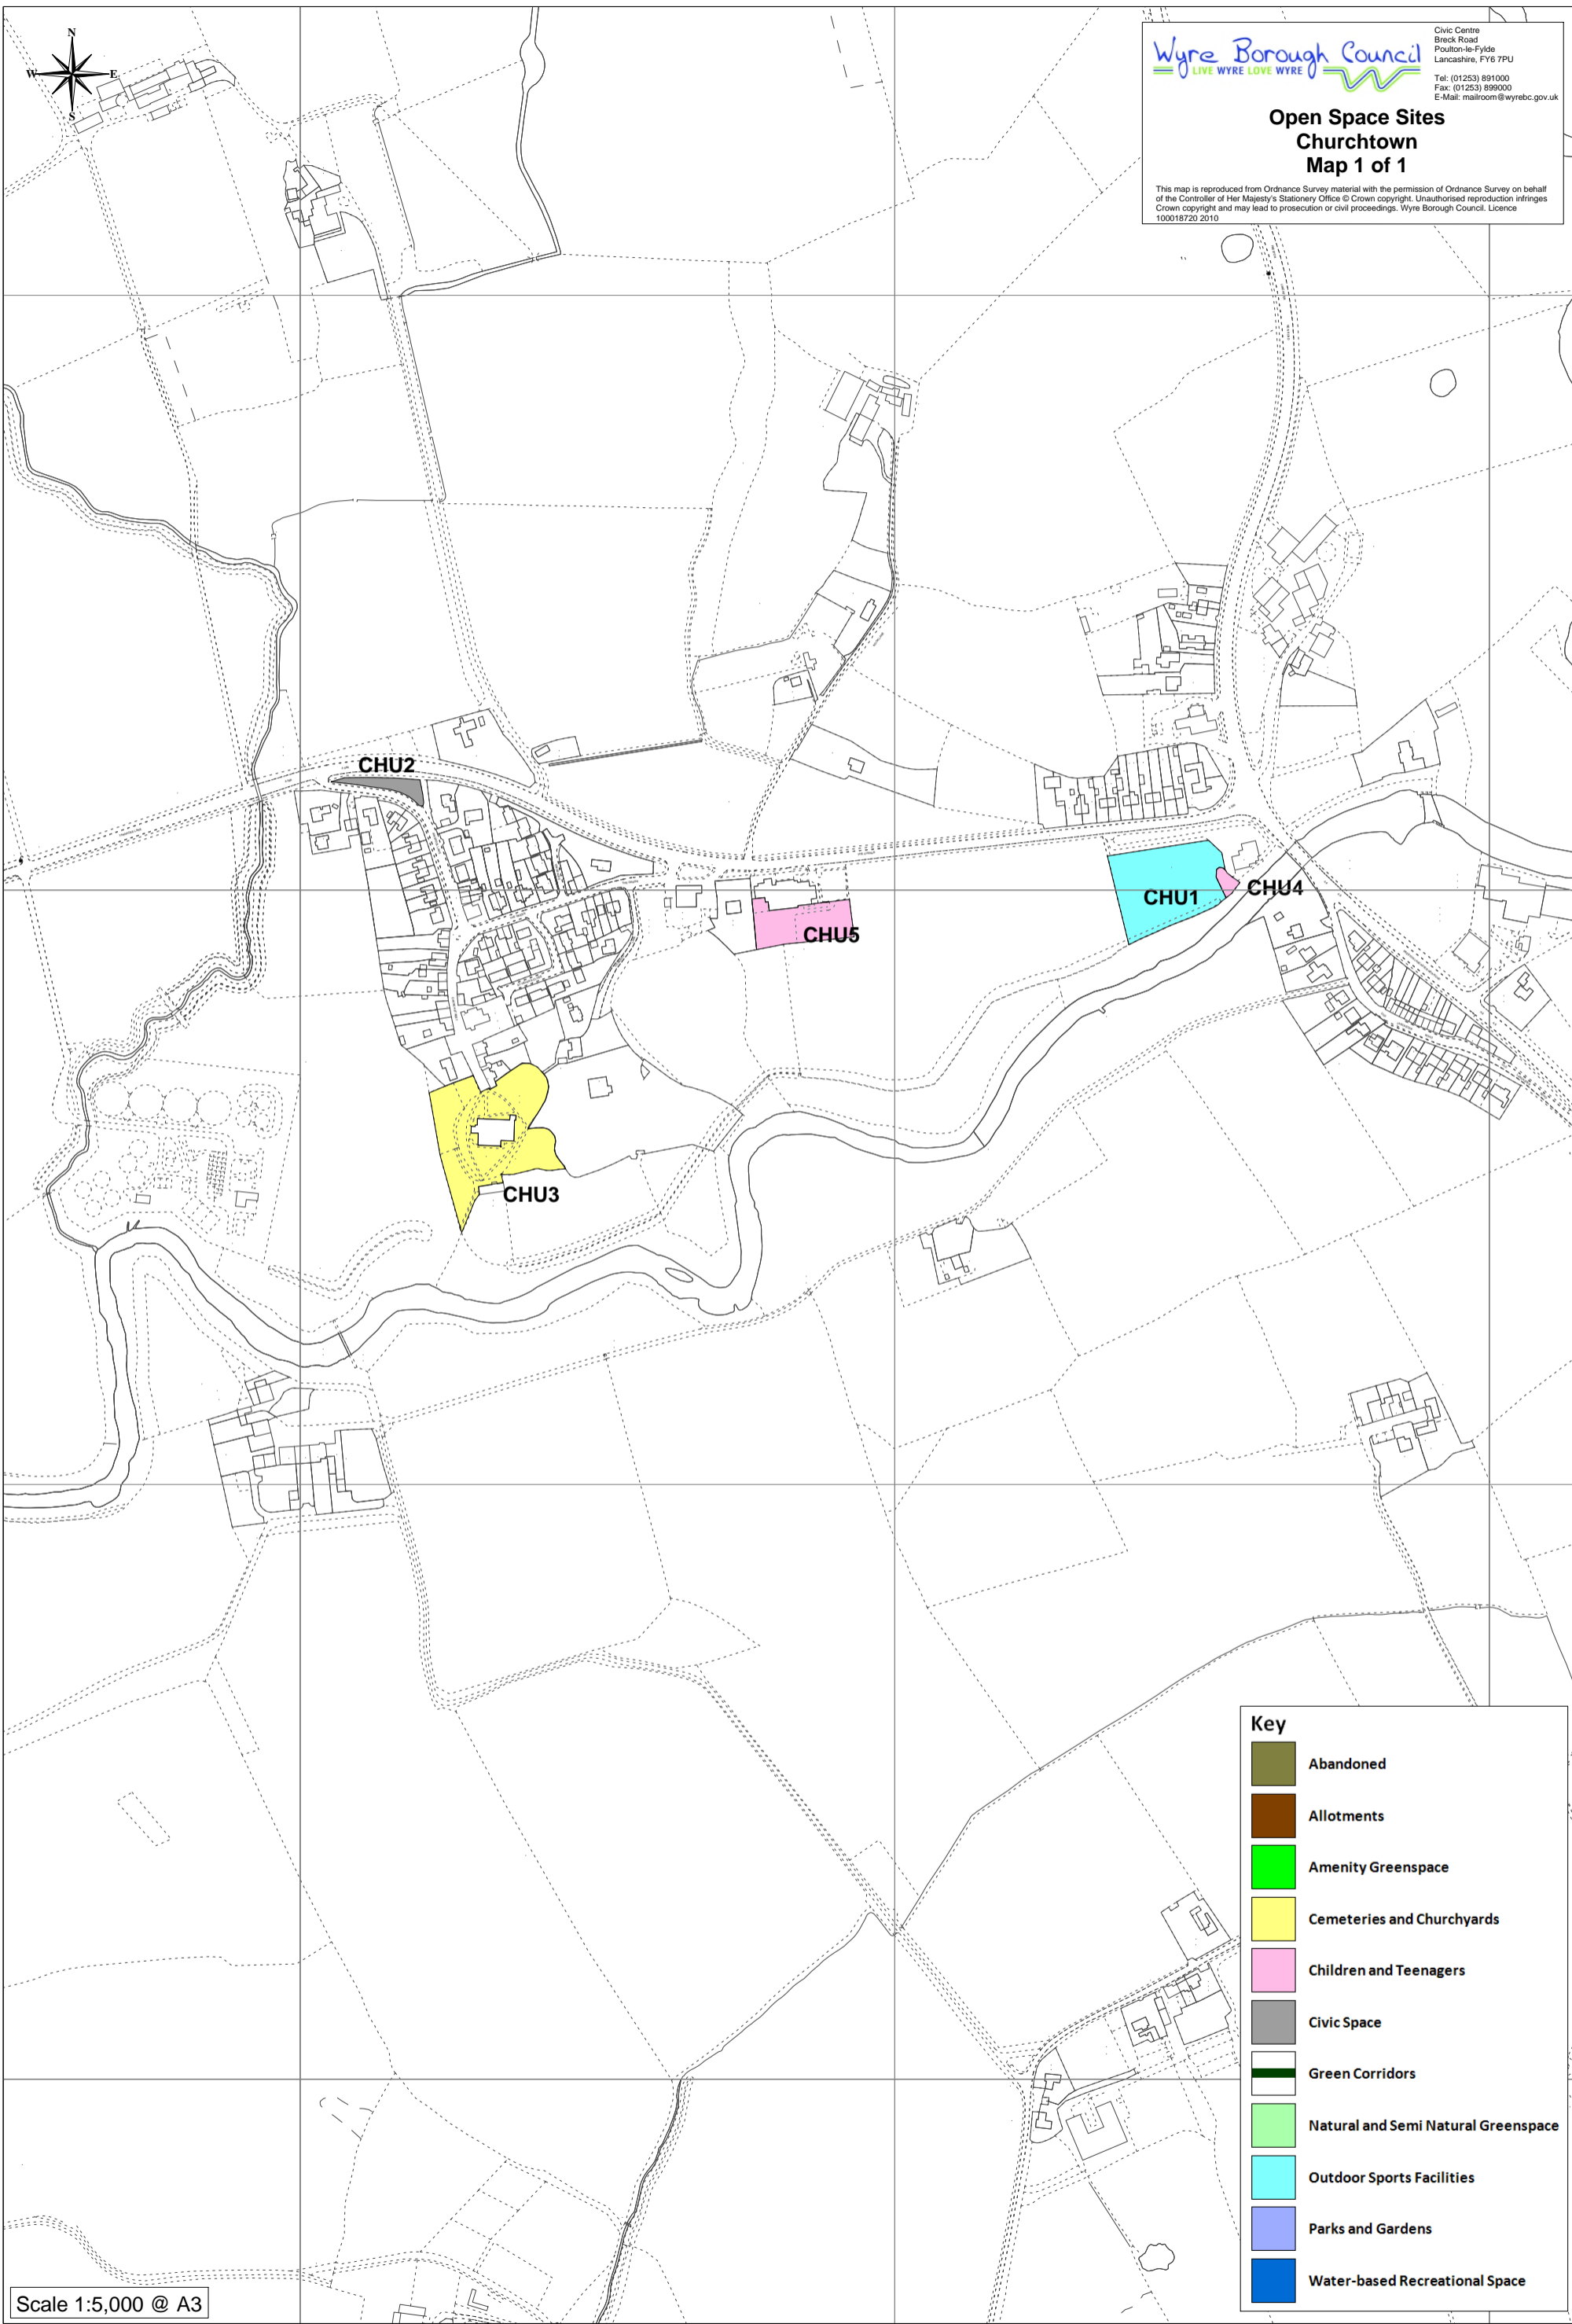 N
W
E
S
Wyre Borough Council
LIVE WYRE LOVE WYRE
Civic Centre
Breck Road
Poulton-le-Fylde
Lancashire, FY6 7PU
Tel: (01253) 891000
Fax: (01253) 899000
E-Mail: mailroom@wyrebc.gov.uk
Open Space Sites
Churchtown
Map 1 of 1
This map is reproduced from Ordnance Survey material with the permission of Ordnance Survey on behalf
of the Controller of Her Majesty's Stationery Office © Crown copyright. Unauthorised reproduction infringes
Crown copyright and may lead to prosecution or civil proceedings. Wyre Borough Council. Licence
100018720 2010
CHU2
CHU4
CHU1
CHU5
CHU3
Key
Abandoned
Allotments
Amenity Greenspace
Cemeteries and Churchyards
Children and Teenagers
Civic Space
Green Corridors
Natural and Semi Natural Greenspace
Outdoor Sports Facilities
Parks and Gardens
Water-based Recreational Space
Scale 1:5,000 @ A3